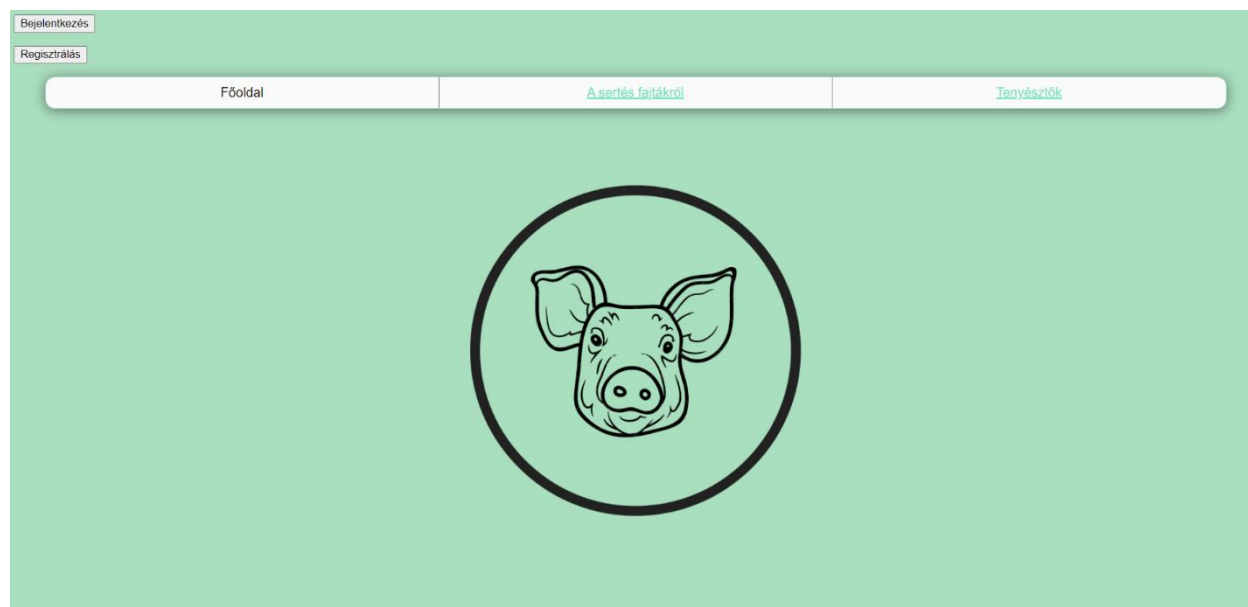 Bejelentkezés
Regisztrálás
Főoldal
A sertés fajtákról
Tenyésztők